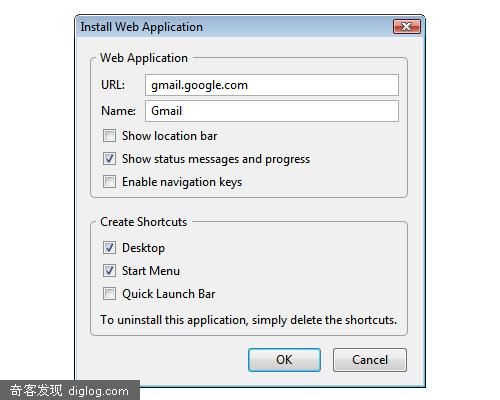 Install Web Application
Web Application
URL: gmail.google.com
Name: Gmail
Show location bar
Show status messages and progress
Enable navigation keys
Create Shortcuts
Desktop
Start Menu
Quick Launch Bar
To uninstall this application, simply delete the shortcuts.
OK Cancel
奇客发现 diglog.com